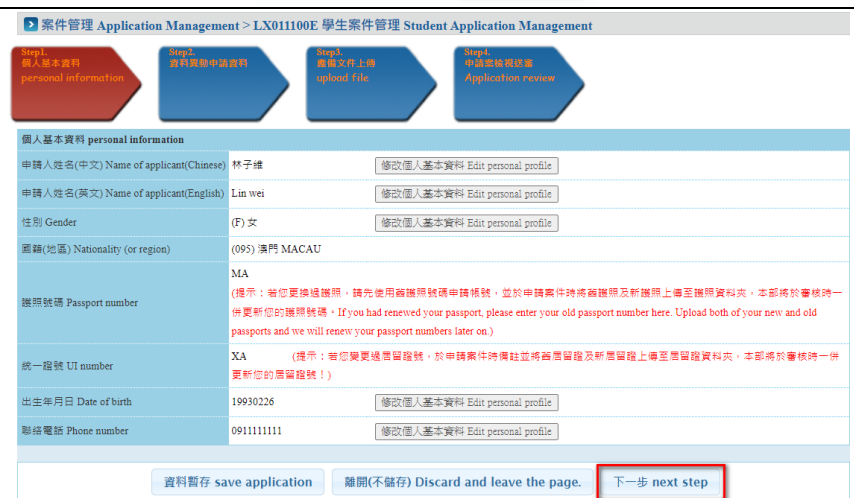 案件管理 Application Management > LX011100E 學生案件管理 Student Application Management
Step1.
個人基本資料
personal information
Step2.
資料異動申請
資料
Step3.
應備文件上傳
upload file
Step4.
申請案檢視送審
Application review
個人基本資料 personal information
申請人姓名(中文) Name of applicant(Chinese) 林子維 修改個人基本資料 Edit personal profile
申請人姓名(英文) Name of applicant(English) Lin wei 修改個人基本資料 Edit personal profile
性別 Gender (F) 女 修改個人基本資料 Edit personal profile
國籍(地區) Nationality (or region) (095) 澳門 MACAU
護照號碼 Passport number
MA
(提示：若您更換過護照，請先使用舊護照號碼申請帳號，並於申請案件時將舊護照及新護照上傳至護照資料夾，本部將於審核時一
併更新您的護照號碼。If you had renewed your passport, please enter your old passport number here. Upload both of your new and old
passports and we will renew your passport numbers later on.)
統一證號 UI number
XA (提示：若您變更過居留證號，於申請案件時備註並將舊居留證及新居留證上傳至居留證資料夾，本部將於審核時一併
更新您的居留證號！)
出生年月日 Date of birth 19930226 修改個人基本資料 Edit personal profile
聯絡電話 Phone number 0911111111 修改個人基本資料 Edit personal profile
資料暫存 save application 離開(不儲存) Discard and leave the page. 下一步 next step